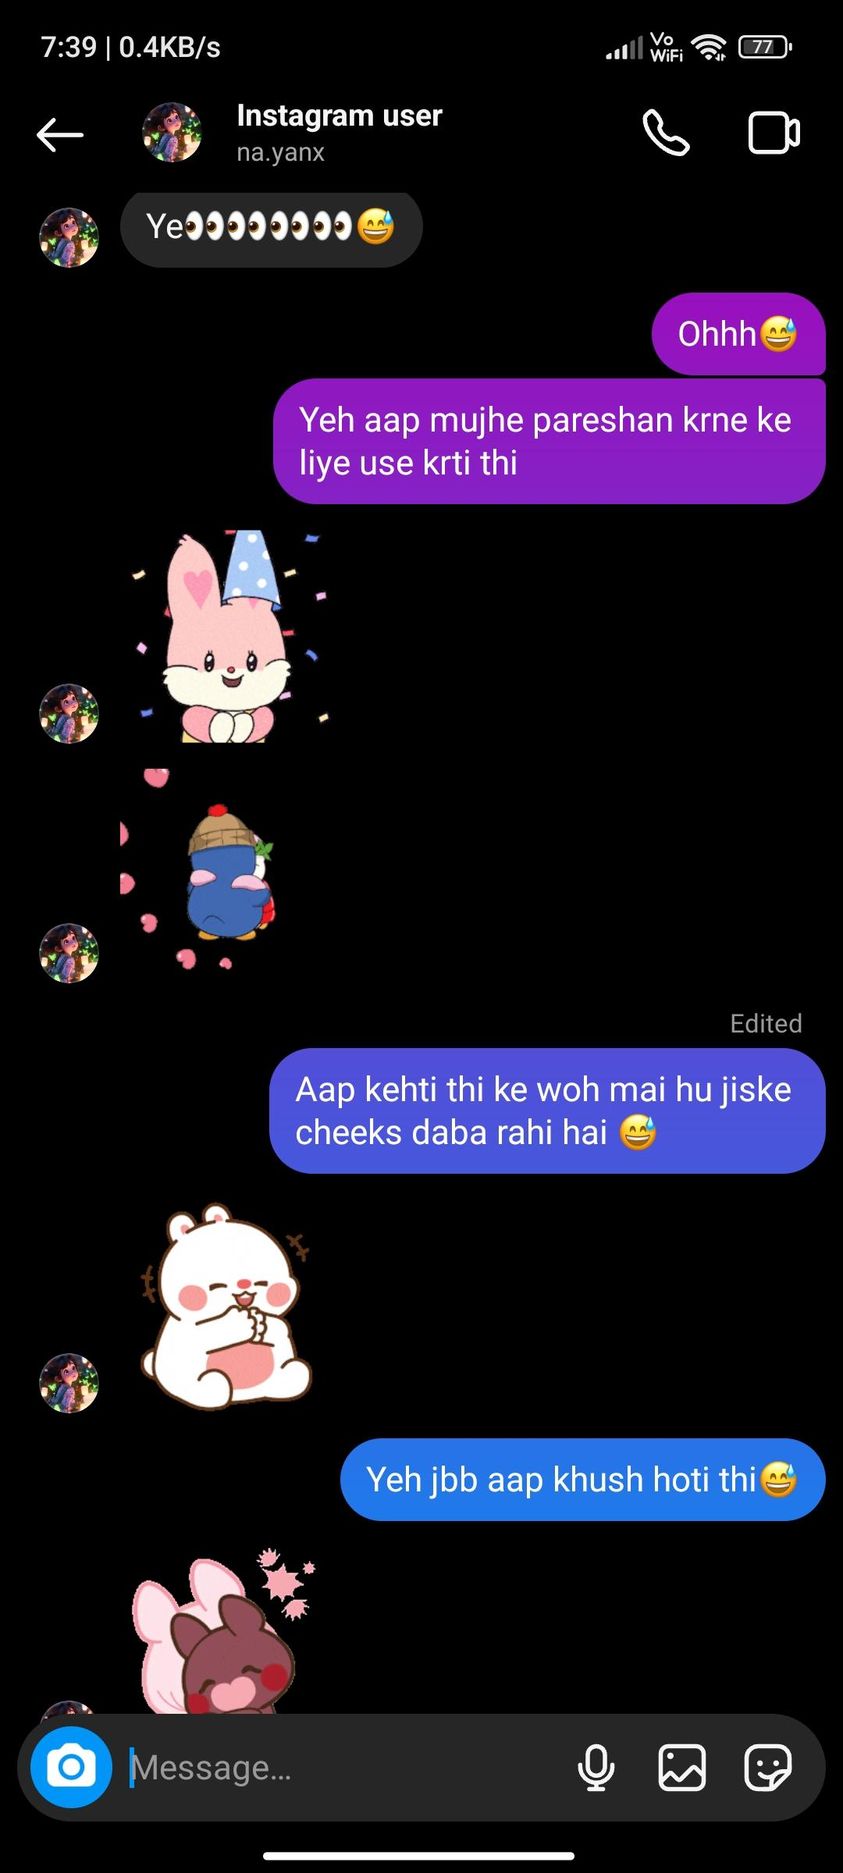 7:39 | 0.4KB/s
Vo
WiFi
77
Instagram user
na.yanx
Ye👀👀👀👀👀👀👀👀😅
Ohhh😅
Yeh aap mujhe pareshan krne ke
liye use krti thi
Edited
Aap kehti thi ke woh mai hu jiske
cheeks daba rahi hai 😅
Yeh jbb aap khush hoti thi😅
Message...